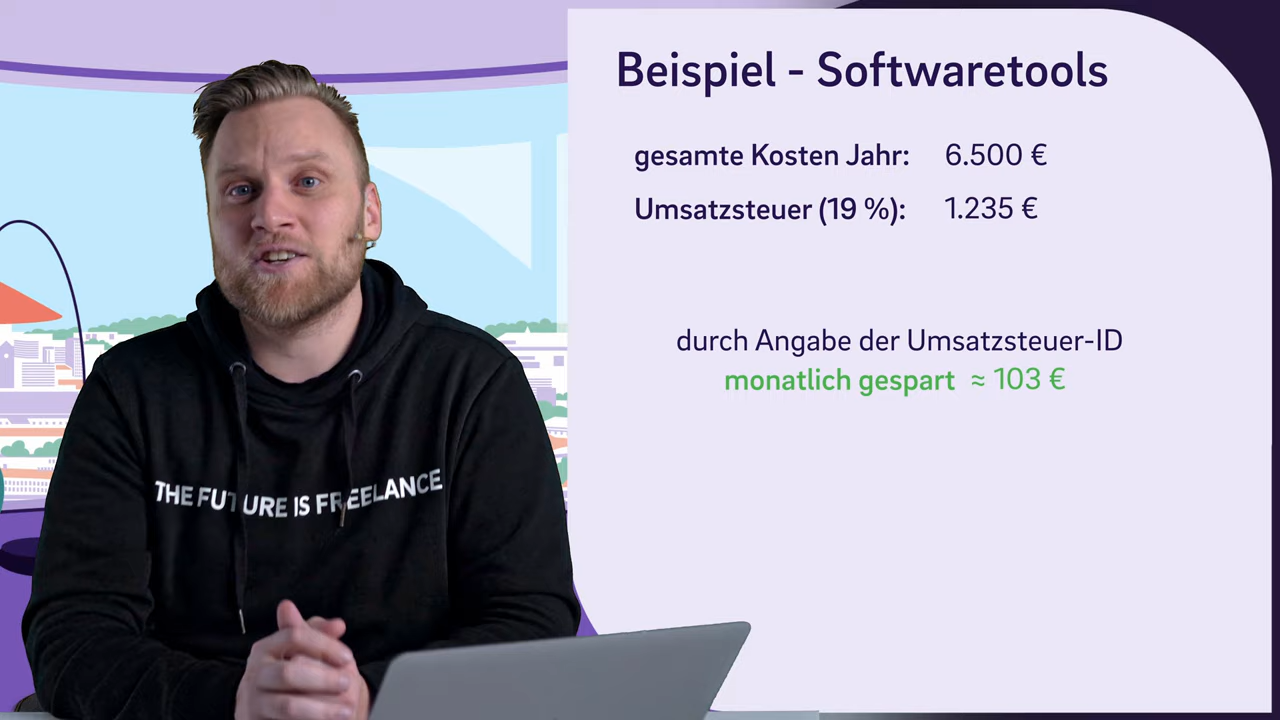 Beispiel - Softwaretools
gesamte Kosten Jahr: 6.500 €
Umsatzsteuer (19 %): 1.235 €
durch Angabe der Umsatzsteuer-ID
monatlich gespart ≈ 103 €
THE FUTURE IS FREELANCE